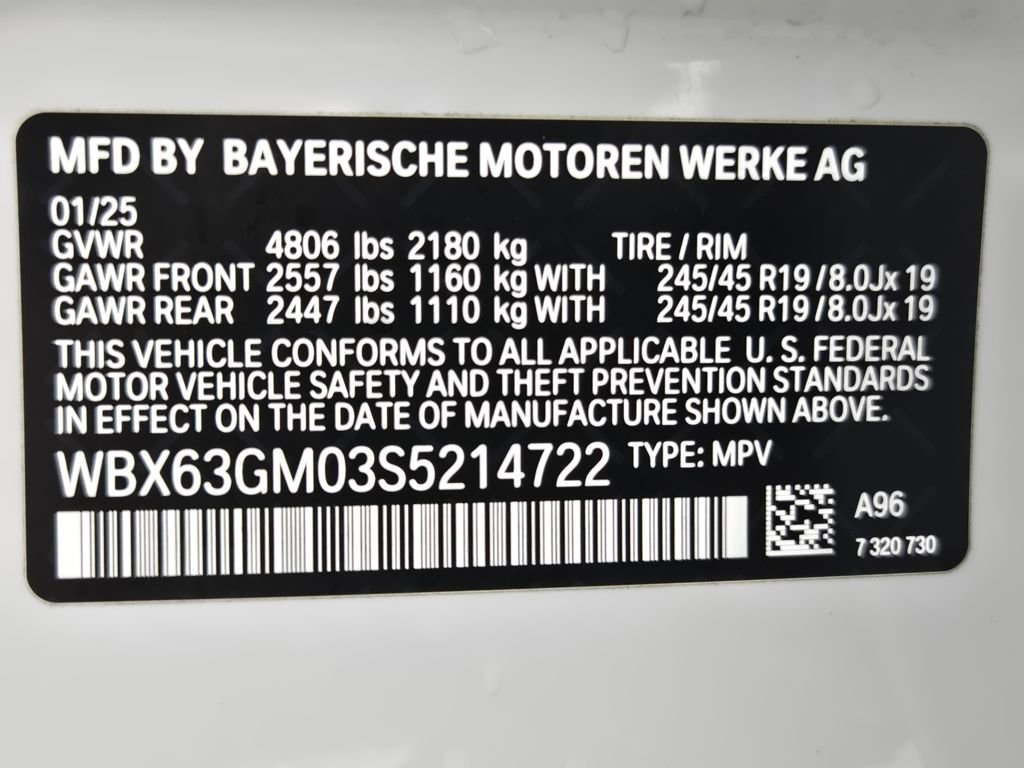 MFD BY BAYERISCHE MOTOREN WERKE AG
01/25
GVWR 4806 lbs 2180 kg TIRE / RIM
GAWR FRONT 2557 lbs 1160 kg WITH 245/45 R19 / 8.0Jx 19
GAWR REAR 2447 lbs 1110 kg WITH 245/45 R19 / 8.0Jx 19
THIS VEHICLE CONFORMS TO ALL APPLICABLE U. S. FEDERAL
MOTOR VEHICLE SAFETY AND THEFT PREVENTION STANDARDS
IN EFFECT ON THE DATE OF MANUFACTURE SHOWN ABOVE.
WBX63GM03S5214722 TYPE: MPV
A96
7 320 730